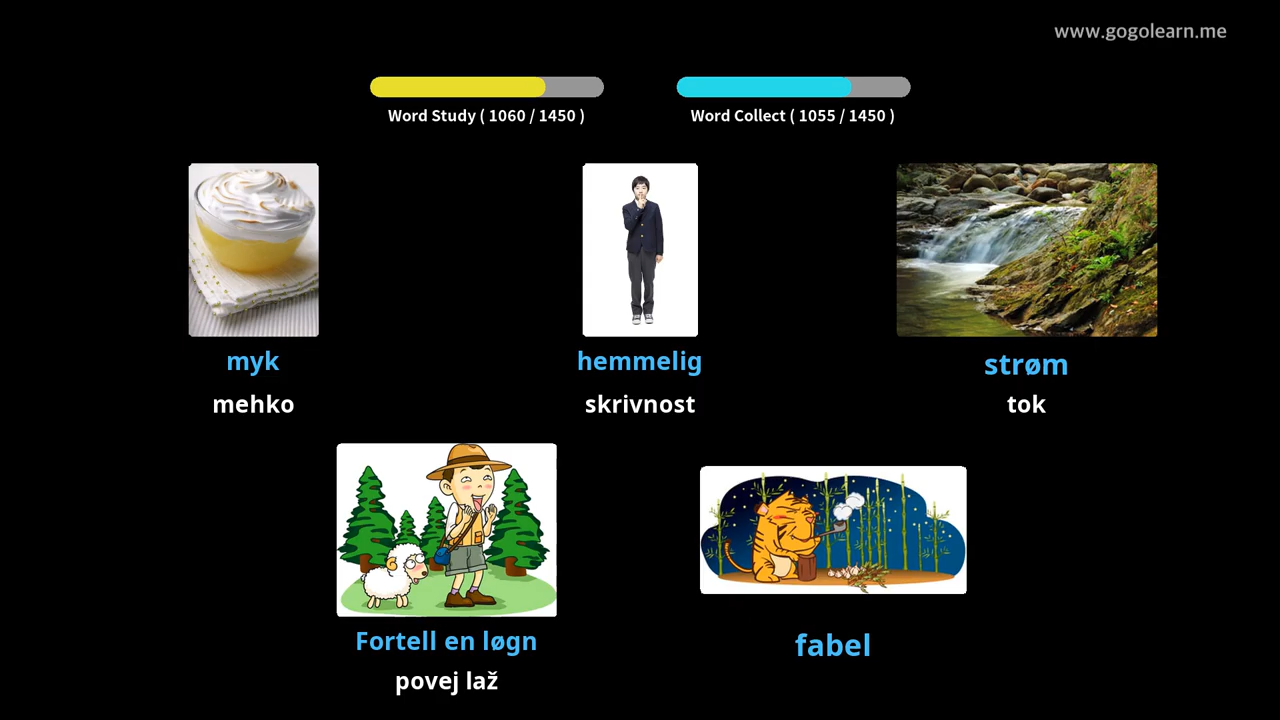 www.gogolearn.me
Word Study ( 1060 / 1450 )
Word Collect ( 1055 / 1450 )
myk
hemmelig
strøm
mehko
skrivnost
tok
Fortell en løgn
fabel
povej laž